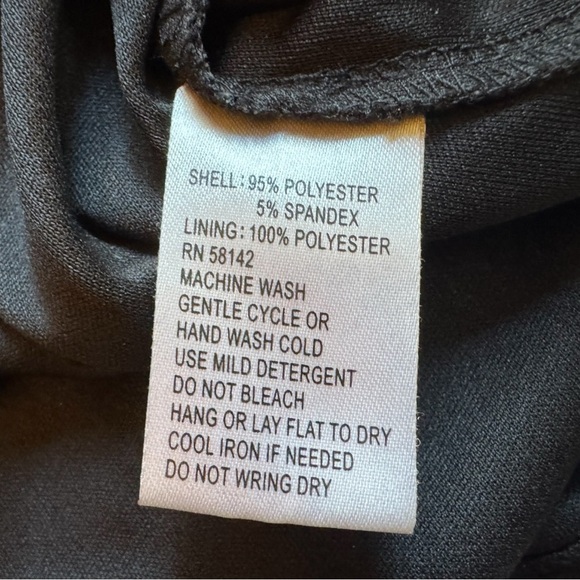 SHELL: 95% POLYESTER
5% SPANDEX
LINING: 100% POLYESTER
RN 58142
MACHINE WASH
GENTLE CYCLE OR
HAND WASH COLD
USE MILD DETERGENT
DO NOT BLEACH
HANG OR LAY FLAT TO DRY
COOL IRON IF NEEDED
DO NOT WRING DRY